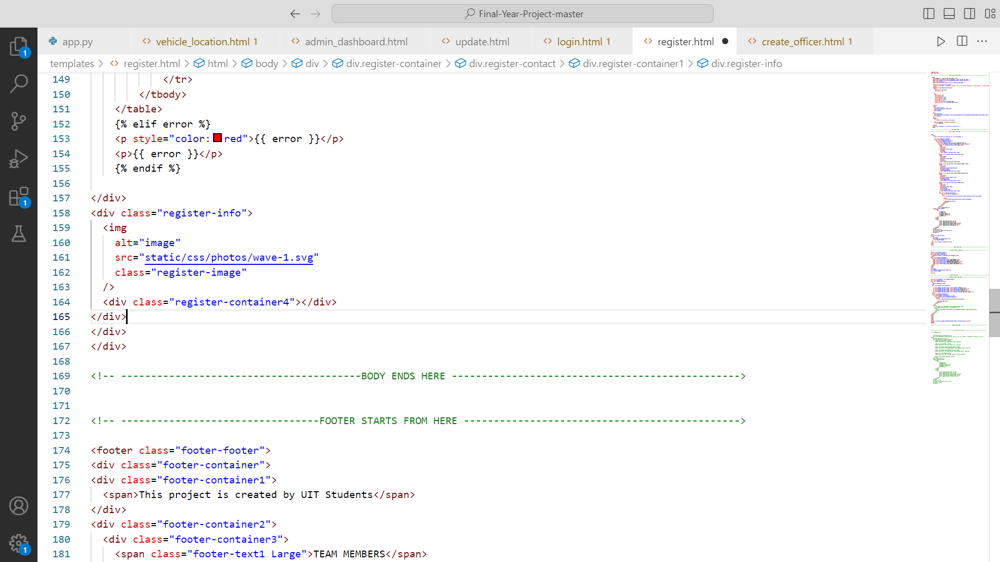 Final-Year-Project-master
app.py
vehicle_location.html 1
admin_dashboard.html
update.html
login.html 1
register.html
create_officer.html 1
templates > register.html > html > body > div > div.register-container > div.register-contact > div.register-container1 > div.register-info
1
1
1
149 </tr>
150 </tbody>
151 </table>
152 {% elif error %}
153 <p style="color: red">{{ error }}</p>
154 <p>{{ error }}</p>
155 {% endif %}
156
157 </div>
158 <div class="register-info">
159 <img
160 alt="image"
161 src="static/css/photos/wave-1.svg"
162 class="register-image"
163 />
164 <div class="register-container4"></div>
165 </div>
166 </div>
167 </div>
168
169 <!-- ------------------------------------------BODY ENDS HERE ------------------------------------------------>
170
171
172 <!-- ---------------------------------FOOTER STARTS FROM HERE ---------------------------------------------->
173
174 <footer class="footer-footer">
175 <div class="footer-container">
176 <div class="footer-container1">
177 <span>This project is created by UIT Students</span>
178 </div>
179 <div class="footer-container2">
180 <div class="footer-container3">
181 <span class="footer-text1 Large">TEAM MEMBERS</span>